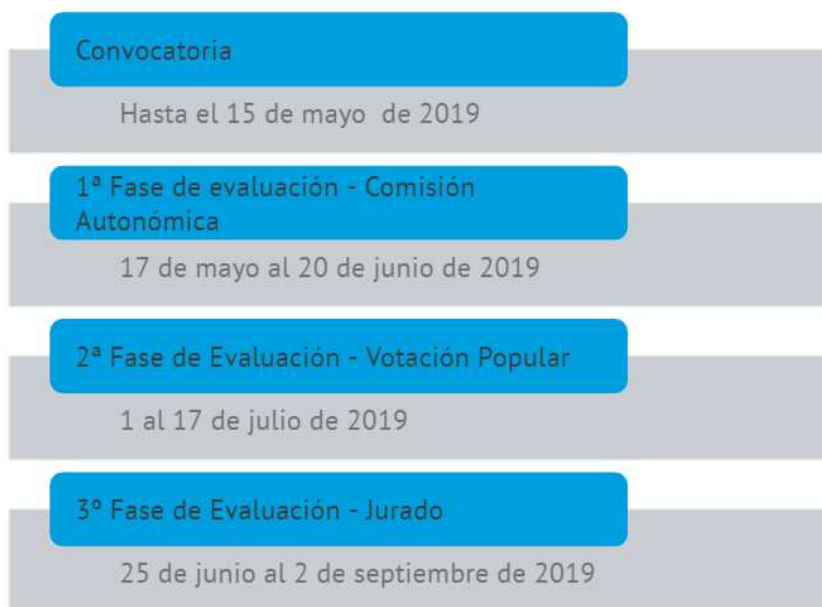 Convocatoria
Hasta el 15 de mayo  de 2019
1ª Fase de evaluación - Comisión
Autonómica
17 de mayo al 20 de junio de 2019
2ª Fase de Evaluación - Votación Popular
1 al 17 de julio de 2019
3º Fase de Evaluación - Jurado
25 de junio al 2 de septiembre de 2019